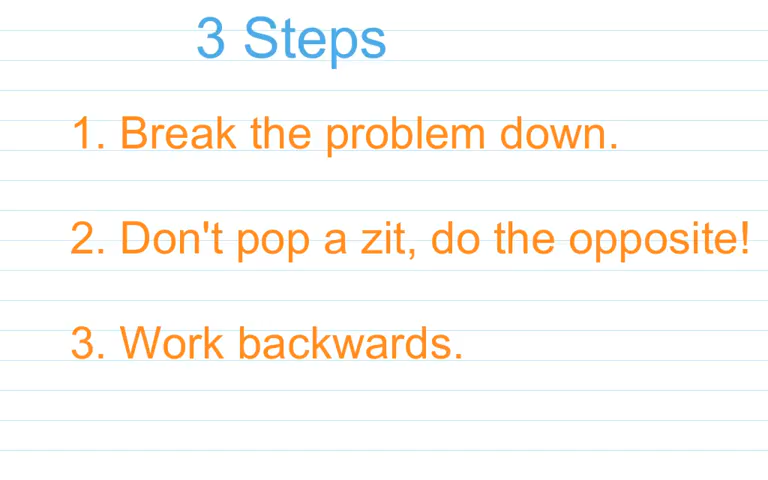 3 Steps
1. Break the problem down.
2. Don't pop a zit, do the opposite!
3. Work backwards.